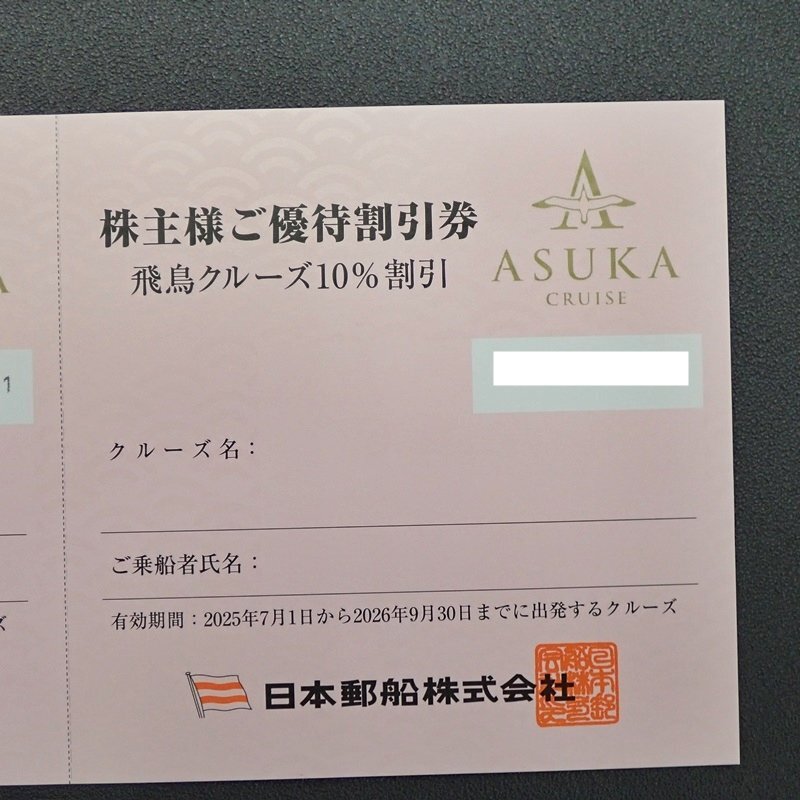 株主様ご優待割引券
飛鳥クルーズ10%割引
ASUKA
CRUISE
1
クルーズ名：
ご乗船者氏名：
ズ
有効期間：2025年7月1日から2026年9月30日までに出発するクルーズ
日本郵船株式会社